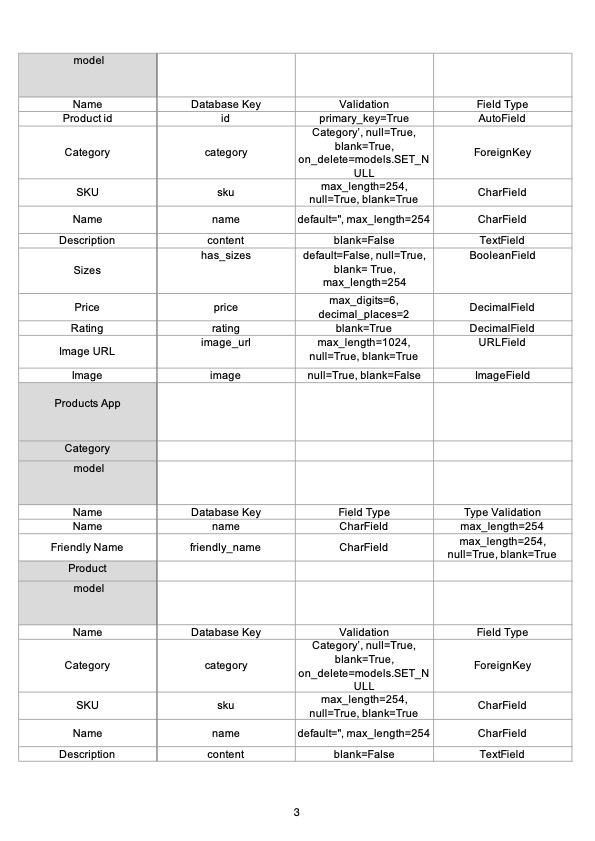 model
Name Database Key Validation Field Type
Product id id primary_key=True AutoField
Category category Category’, null=True, blank=True, on_delete=models.SET_N ULL ForeignKey
SKU sku max_length=254, null=True, blank=True CharField
Name name default='', max_length=254 CharField
Description content blank=False TextField
Sizes has_sizes default=False, null=True, blank= True, max_length=254 BooleanField
Price price max_digits=6, decimal_places=2 DecimalField
Rating rating blank=True DecimalField
Image URL image_url max_length=1024, null=True, blank=True URLField
Image image null=True, blank=False ImageField
Products App
Category
model
Name Database Key Field Type Type Validation
Name name CharField max_length=254
Friendly Name friendly_name CharField max_length=254, null=True, blank=True
Product
model
Name Database Key Validation Field Type
Category category Category’, null=True, blank=True, on_delete=models.SET_N ULL ForeignKey
SKU sku max_length=254, null=True, blank=True CharField
Name name default='', max_length=254 CharField
Description content blank=False TextField
3